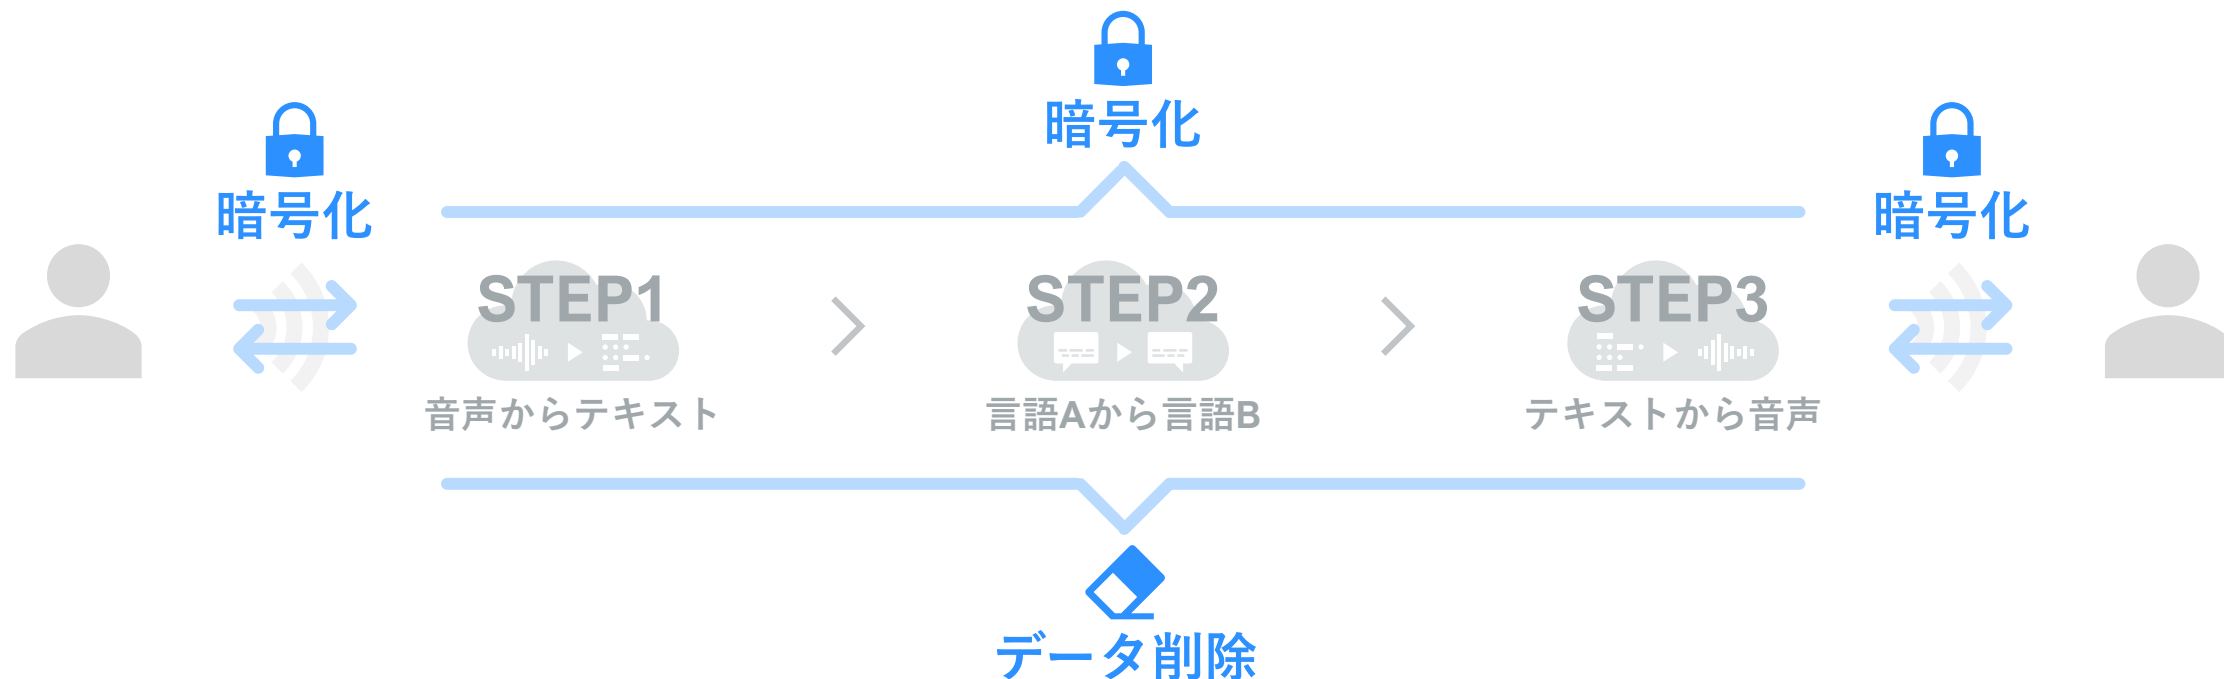 暗号化
暗号化
暗号化
STEP1
STEP2
STEP3
音声からテキスト
言語Aから言語B
テキストから音声
データ削除